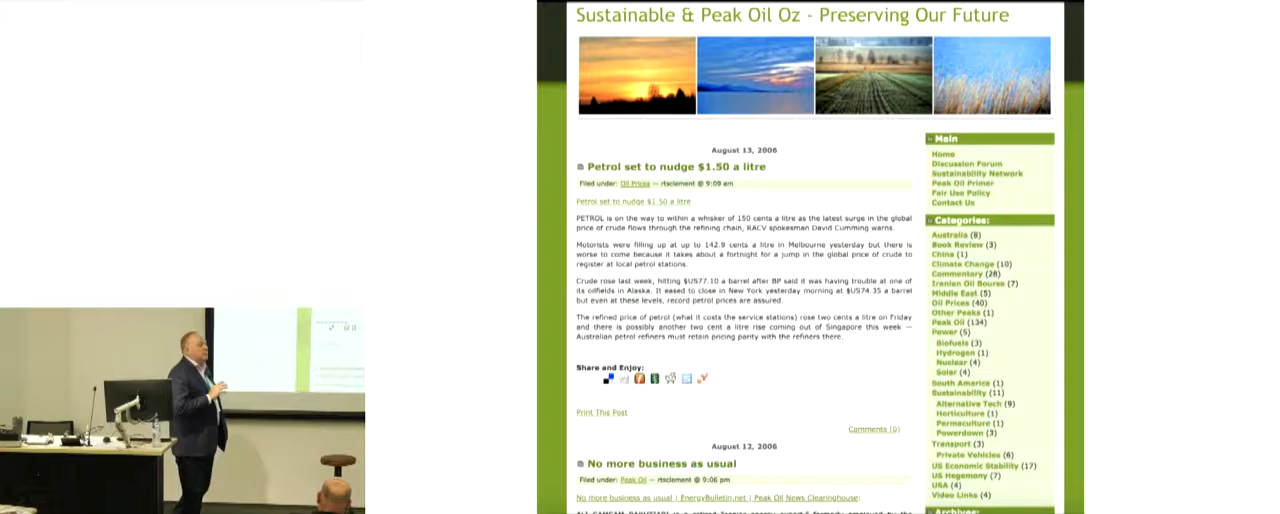 Sustainable & Peak Oil Oz - Preserving Our Future
August 13, 2006
Petrol set to nudge $1.50 a litre
Filed under: Oil Prices — rtsclement @ 9:09 am
Petrol set to nudge $1.50 a litre
PETROL is on the way to within a whisker of 150 cents a litre as the latest surge in the global
price of crude flows through the refining chain, RACV spokesman David Cumming warns.
Motorists were filling up at up to 142.9 cents a litre in Melbourne yesterday but there is
worse to come because it takes about a fortnight for a jump in the global price of crude to
register at local petrol stations.
Crude rose last week, hitting $US77.10 a barrel after BP said it was having trouble at one of
its oilfields in Alaska. It eased to close in New York yesterday morning at $US74.35 a barrel
but even at these levels, record petrol prices are assured.
The refined price of petrol (what it costs the service stations) rose two cents a litre on Friday
and there is possibly another two cent a litre rise coming out of Singapore this week —
Australian petrol refiners must retain pricing parity with the refiners there.
Share and Enjoy:
Print This Post
Comments (0)
August 12, 2006
No more business as usual
Filed under: Peak Oil — rtsclement @ 9:06 pm
No more business as usual | EnergyBulletin.net | Peak Oil News Clearinghouse:
Main
Home
Discussion Forum
Sustainability Network
Peak Oil Primer
Fair Use Policy
Contact Us
Categories:
Australia (8)
Book Review (3)
China (1)
Climate Change (10)
Commentary (28)
Iranian Oil Bourse (7)
Middle East (5)
Oil Prices (40)
Other Peaks (1)
Peak Oil (134)
Power (5)
Biofuels (3)
Hydrogen (1)
Nuclear (4)
Solar (4)
South America (1)
Sustainability (11)
Alternative Tech (9)
Horticulture (1)
Permaculture (1)
Powerdown (3)
Transport (3)
Private Vehicles (6)
US Economic Stability (17)
US Hegemony (7)
USA (4)
Video Links (4)
Archives: